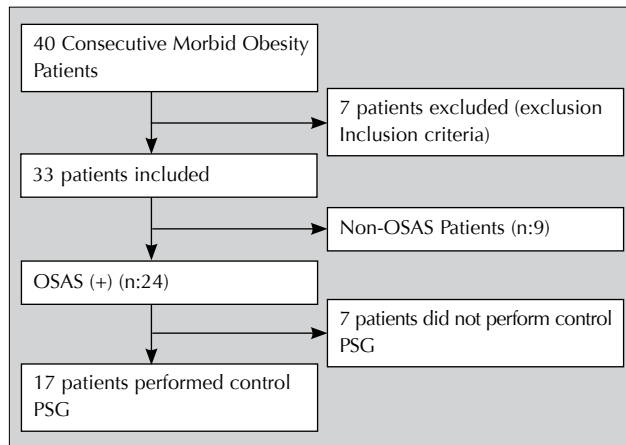 40 Consecutive Morbid Obesity
Patients
7 patients excluded (exclusion
Inclusion criteria)
33 patients included
Non-OSAS Patients (n:9)
OSAS (+) (n:24)
7 patients did not perform control
PSG
17 patients performed control
PSG